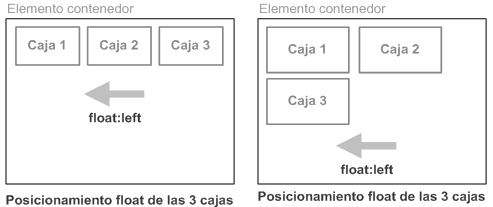 Elemento contenedor
Caja 1 Caja 2 Caja 3
float:left
Posicionamiento float de las 3 cajas
Elemento contenedor
Caja 1 Caja 2
Caja 3
float:left
Posicionamiento float de las 3 cajas